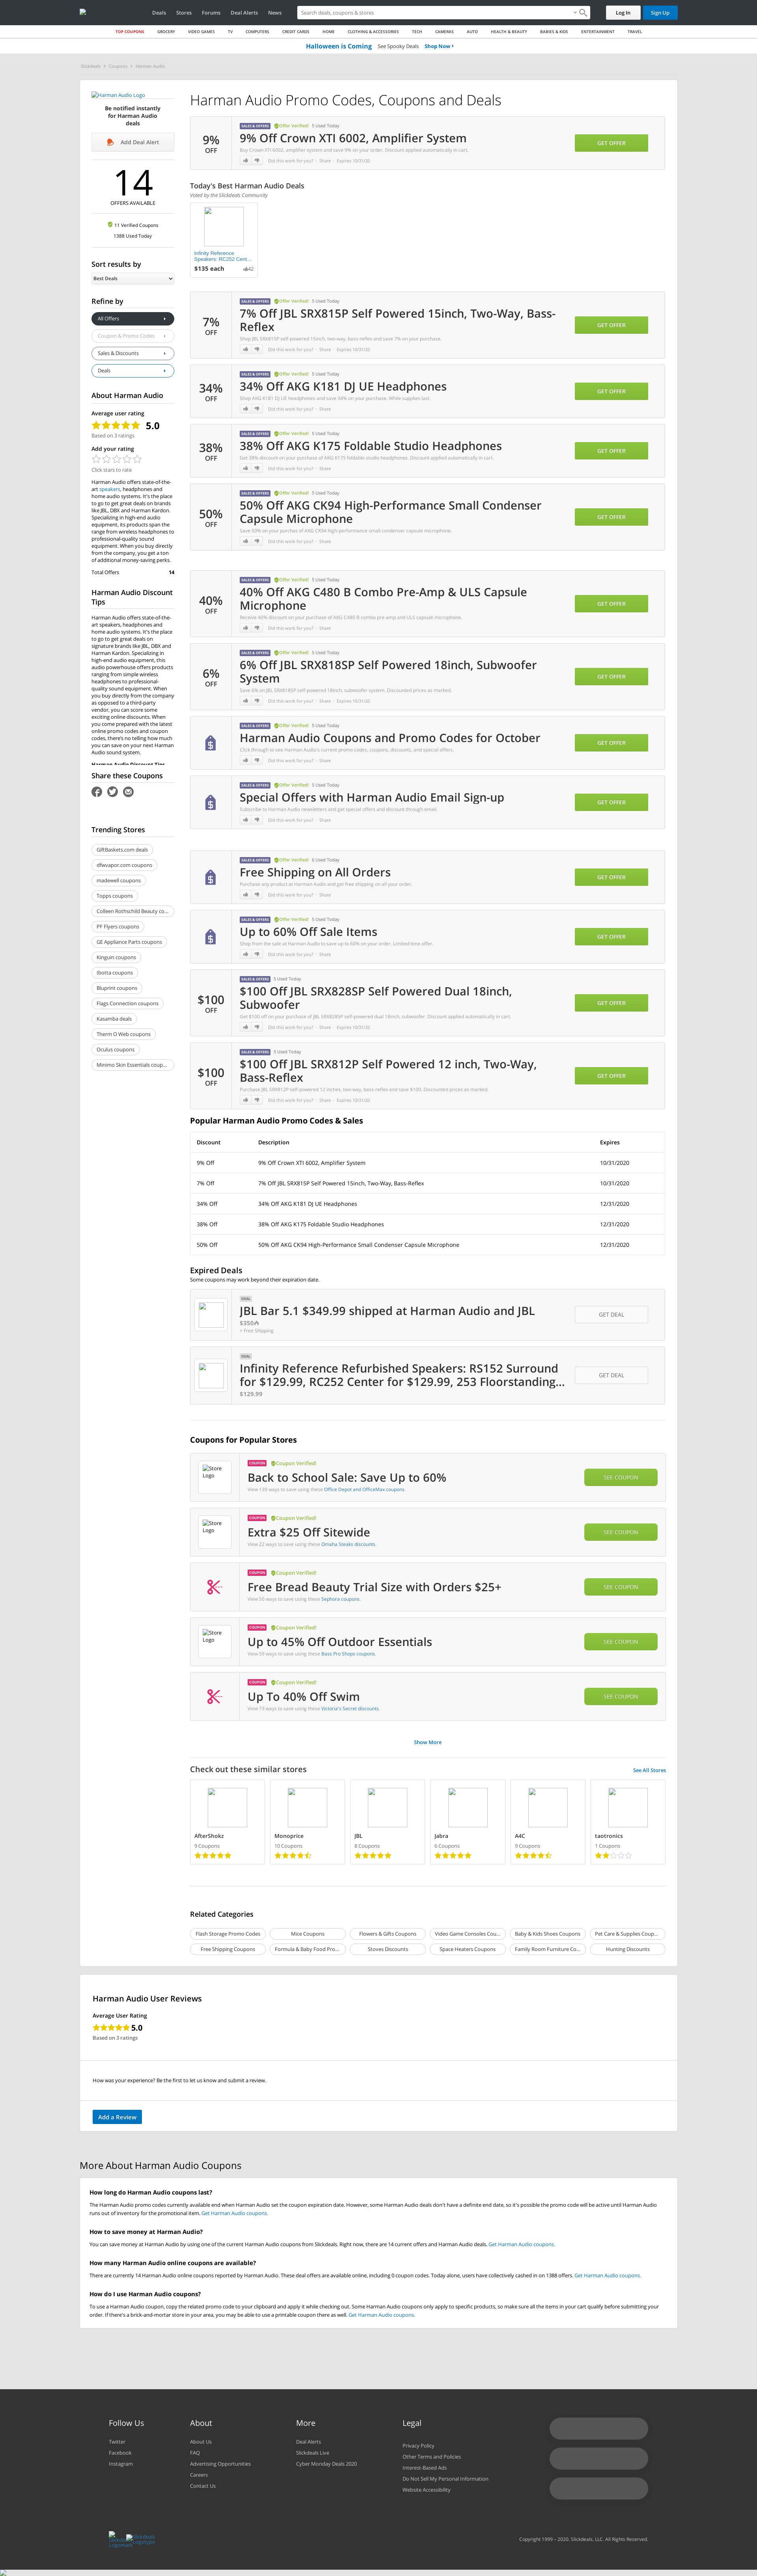 Deals Stores Forums Deal Alerts News
Search deals, coupons & stores
Log In Sign Up
TOP COUPONS GROCERY VIDEO GAMES TV COMPUTERS CREDIT CARDS HOME CLOTHING & ACCESSORIES TECH CAMERAS AUTO HEALTH & BEAUTY BABIES & KIDS ENTERTAINMENT TRAVEL
Halloween is Coming See Spooky Deals Shop Now
Slickdeals > Coupons > Harman Audio
Harman Audio Logo
Be notified instantly
for Harman Audio
deals
Add Deal Alert
14
OFFERS AVAILABLE
11 Verified Coupons
1388 Used Today
Sort results by
Best Deals
Refine by
All Offers
Coupon & Promo Codes
Sales & Discounts
Deals
About Harman Audio
Average user rating
5.0
Based on 3 ratings
Add your rating
Click stars to rate
Harman Audio offers state-of-the-
art speakers, headphones and
home audio systems. It's the place
to go to get great deals on brands
like JBL, DBX and Harman Kardon.
Specializing in high-end audio
equipment, its products span the
range from wireless headphones to
professional-quality sound
equipment. When you buy directly
from the company, you get a ton
of additional money-saving perks.
Total Offers 14
Harman Audio Discount
Tips
Harman Audio offers state-of-the-
art speakers, headphones and
home audio systems. It's the place
to go to get great deals on
signature brands like JBL, DBX and
Harman Kardon. Specializing in
high-end audio equipment, this
audio powerhouse offers products
ranging from simple wireless
headphones to professional-
quality sound equipment. When
you buy directly from the company
as opposed to a third-party
vendor, you can score some
exciting online discounts. When
you come prepared with the latest
online promo codes and coupon
codes, there's no telling how much
you can save on your next Harman
Audio sound system.
Harman Audio Discount Tips
Share these Coupons
Trending Stores
GiftBaskets.com deals
dfwvapor.com coupons
madewell coupons
Topps coupons
Colleen Rothschild Beauty co...
PF Flyers coupons
GE Appliance Parts coupons
Kinguin coupons
Ibotta coupons
Bluprint coupons
Flags Connection coupons
Kasamba deals
Therm O Web coupons
Oculus coupons
Minimo Skin Essentials coup...
Harman Audio Promo Codes, Coupons and Deals
9%
OFF
SALES & OFFERS Offer Verified! 5 Used Today
9% Off Crown XTI 6002, Amplifier System
Buy Crown XTI 6002, amplifier system and save 9% on your order. Discount applied automatically in cart.
Did this work for you? · Share · Expires 10/31/20
GET OFFER
Today's Best Harman Audio Deals
Voted by the Slickdeals Community
Infinity Reference
Speakers: RC252 Cent...
$135 each 42
7%
OFF
SALES & OFFERS Offer Verified! 5 Used Today
7% Off JBL SRX815P Self Powered 15inch, Two-Way, Bass-
Reflex
Shop JBL SRX815P self-powered 15inch, two-way, bass-reflex and save 7% on your purchase.
Did this work for you? · Share · Expires 10/31/20
GET OFFER
34%
OFF
SALES & OFFERS Offer Verified! 5 Used Today
34% Off AKG K181 DJ UE Headphones
Shop AKG K181 DJ UE headphones and save 34% on your purchase. While supplies last.
Did this work for you? · Share
GET OFFER
38%
OFF
SALES & OFFERS Offer Verified! 5 Used Today
38% Off AKG K175 Foldable Studio Headphones
Get 38% discount on your purchase of AKG K175 foldable studio headphones. Discount applied automatically in cart.
Did this work for you? · Share
GET OFFER
50%
OFF
SALES & OFFERS Offer Verified! 5 Used Today
50% Off AKG CK94 High-Performance Small Condenser
Capsule Microphone
Save 50% on your purchase of AKG CK94 high-performance small condenser capsule microphone.
Did this work for you? · Share
GET OFFER
40%
OFF
SALES & OFFERS Offer Verified! 5 Used Today
40% Off AKG C480 B Combo Pre-Amp & ULS Capsule
Microphone
Receive 40% discount on your purchase of AKG C480 B combo pre-amp and ULS capsule microphone.
Did this work for you? · Share
GET OFFER
6%
OFF
SALES & OFFERS Offer Verified! 5 Used Today
6% Off JBL SRX818SP Self Powered 18inch, Subwoofer
System
Save 6% on JBL SRX818SP self-powered 18inch, subwoofer system. Discounted prices as marked.
Did this work for you? · Share · Expires 10/31/20
GET OFFER
SALES & OFFERS Offer Verified! 5 Used Today
Harman Audio Coupons and Promo Codes for October
Click through to see Harman Audio's current promo codes, coupons, discounts, and special offers.
Did this work for you? · Share
GET OFFER
SALES & OFFERS Offer Verified! 5 Used Today
Special Offers with Harman Audio Email Sign-up
Subscribe to Harman Audio newsletters and get special offers and discount through email.
Did this work for you? · Share
GET OFFER
SALES & OFFERS Offer Verified! 6 Used Today
Free Shipping on All Orders
Purchase any product at Harman Audio and get free shipping on all your order.
Did this work for you? · Share
GET OFFER
SALES & OFFERS Offer Verified! 5 Used Today
Up to 60% Off Sale Items
Shop from the sale at Harman Audio to save up to 60% on your order. Limited time offer.
Did this work for you? · Share
GET OFFER
$100
OFF
SALES & OFFERS 5 Used Today
$100 Off JBL SRX828SP Self Powered Dual 18inch,
Subwoofer
Get $100 off on your purchase of JBL SRX828SP self-powered dual 18inch, subwoofer. Discount applied automatically in cart.
Did this work for you? · Share · Expires 10/31/20
GET OFFER
$100
OFF
SALES & OFFERS 5 Used Today
$100 Off JBL SRX812P Self Powered 12 inch, Two-Way,
Bass-Reflex
Purchase JBL SRX812P self-powered 12 inches, two-way, bass-reflex and save $100. Discounted prices as marked.
Did this work for you? · Share · Expires 10/31/20
GET OFFER
Popular Harman Audio Promo Codes & Sales
Discount Description Expires
9% Off 9% Off Crown XTI 6002, Amplifier System 10/31/2020
7% Off 7% Off JBL SRX815P Self Powered 15inch, Two-Way, Bass-Reflex 10/31/2020
34% Off 34% Off AKG K181 DJ UE Headphones 12/31/2020
38% Off 38% Off AKG K175 Foldable Studio Headphones 12/31/2020
50% Off 50% Off AKG CK94 High-Performance Small Condenser Capsule Microphone 12/31/2020
Expired Deals
Some coupons may work beyond their expiration date.
DEAL
JBL Bar 5.1 $349.99 shipped at Harman Audio and JBL
$350
+ Free Shipping
GET DEAL
DEAL
Infinity Reference Refurbished Speakers: RS152 Surround
for $129.99, RC252 Center for $129.99, 253 Floorstanding...
$129.99
GET DEAL
Coupons for Popular Stores
Store Logo
COUPON Coupon Verified!
Back to School Sale: Save Up to 60%
View 139 ways to save using these Office Depot and OfficeMax coupons.
SEE COUPON
Store Logo
COUPON Coupon Verified!
Extra $25 Off Sitewide
View 22 ways to save using these Omaha Steaks discounts.
SEE COUPON
COUPON Coupon Verified!
Free Bread Beauty Trial Size with Orders $25+
View 50 ways to save using these Sephora coupons.
SEE COUPON
Store Logo
COUPON Coupon Verified!
Up to 45% Off Outdoor Essentials
View 59 ways to save using these Bass Pro Shops coupons.
SEE COUPON
COUPON Coupon Verified!
Up To 40% Off Swim
View 73 ways to save using these Victoria's Secret discounts.
SEE COUPON
Show More
Check out these similar stores See All Stores
AfterShokz Monoprice JBL Jabra A4C taotronics
9 Coupons 10 Coupons 8 Coupons 6 Coupons 9 Coupons 1 Coupons
Related Categories
Flash Storage Promo Codes Mice Coupons Flowers & Gifts Coupons Video Game Consoles Cou... Baby & Kids Shoes Coupons Pet Care & Supplies Coup...
Free Shipping Coupons Formula & Baby Food Pro... Stoves Discounts Space Heaters Coupons Family Room Furniture Co... Hunting Discounts
Harman Audio User Reviews
Average User Rating
5.0
Based on 3 ratings
How was your experience? Be the first to let us know and submit a review.
Add a Review
More About Harman Audio Coupons
How long do Harman Audio coupons last?
The Harman Audio promo codes currently available end when Harman Audio set the coupon expiration date. However, some Harman Audio deals don't have a definite end date, so it's possible the promo code will be active until Harman Audio
runs out of inventory for the promotional item. Get Harman Audio coupons.
How to save money at Harman Audio?
You can save money at Harman Audio by using one of the current Harman Audio coupons from Slickdeals. Right now, there are 14 current offers and Harman Audio deals. Get Harman Audio coupons.
How many Harman Audio online coupons are available?
There are currently 14 Harman Audio online coupons reported by Harman Audio. These deal offers are available online, including 0 coupon codes. Today alone, users have collectively cashed in on 1388 offers. Get Harman Audio coupons.
How do I use Harman Audio coupons?
To use a Harman Audio coupon, copy the related promo code to your clipboard and apply it while checking out. Some Harman Audio coupons only apply to specific products, so make sure all the items in your cart qualify before submitting your
order. If there's a brick-and-mortar store in your area, you may be able to use a printable coupon there as well. Get Harman Audio coupons.
Follow Us
Twitter
Facebook
Instagram
About
About Us
FAQ
Advertising Opportunities
Careers
Contact Us
More
Deal Alerts
Slickdeals Live
Cyber Monday Deals 2020
Legal
Privacy Policy
Other Terms and Policies
Interest-Based Ads
Do Not Sell My Personal Information
Website Accessibility
Copyright 1999 - 2020. Slickdeals, LLC. All Rights Reserved.